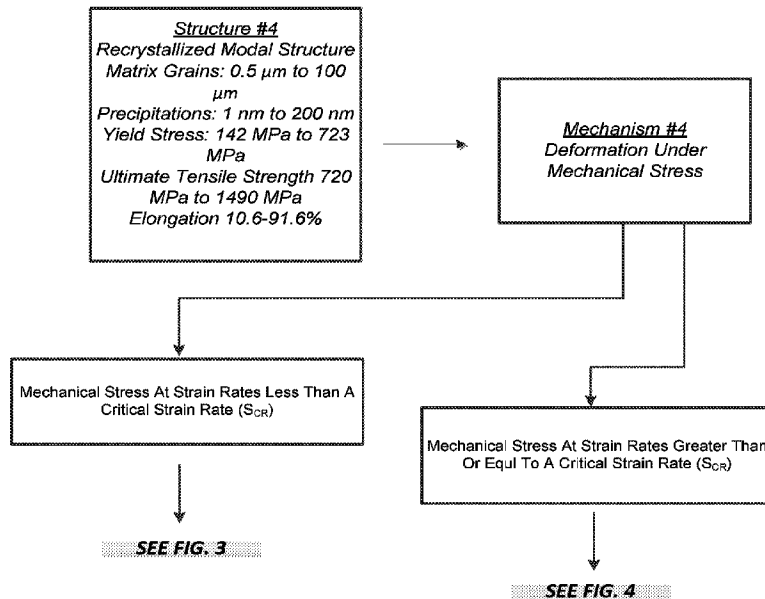 Structure #4
Recrystallized Modal Structure
Matrix Grains: 0.5 µm to 100
µm
Precipitations: 1 nm to 200 nm
Yield Stress: 142 MPa to 723
MPa
Ultimate Tensile Strength 720
MPa to 1490 MPa
Elongation 10.6-91.6%
Mechanism #4
Deformation Under
Mechanical Stress
Mechanical Stress At Strain Rates Less Than A
Critical Strain Rate (SCR)
Mechanical Stress At Strain Rates Greater Than
Or Equl To A Critical Strain Rate (SCR)
SEE FIG. 3
SEE FIG. 4